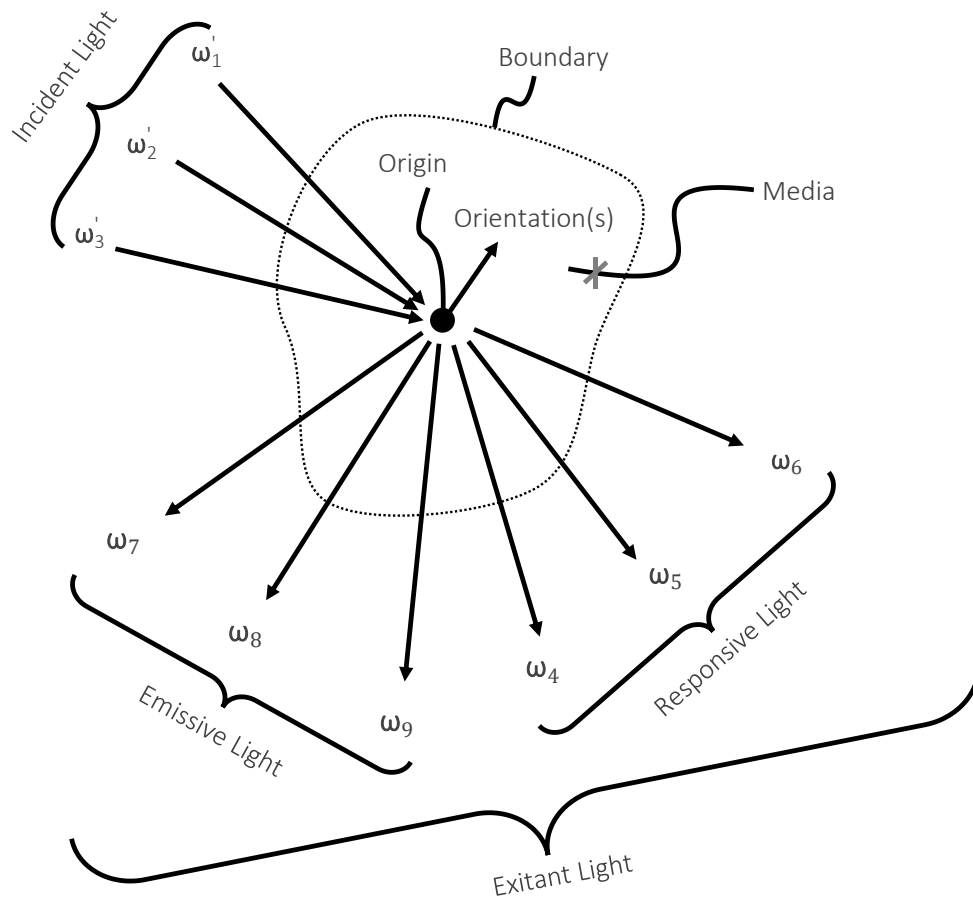 Incident Light
ω'₁
ω'₂
ω'₃
Boundary
Origin
Orientation(s)
Media
ω₆
ω₅
ω₄
ω₇
ω₈
ω₉
Responsive Light
Emissive Light
Exitant Light